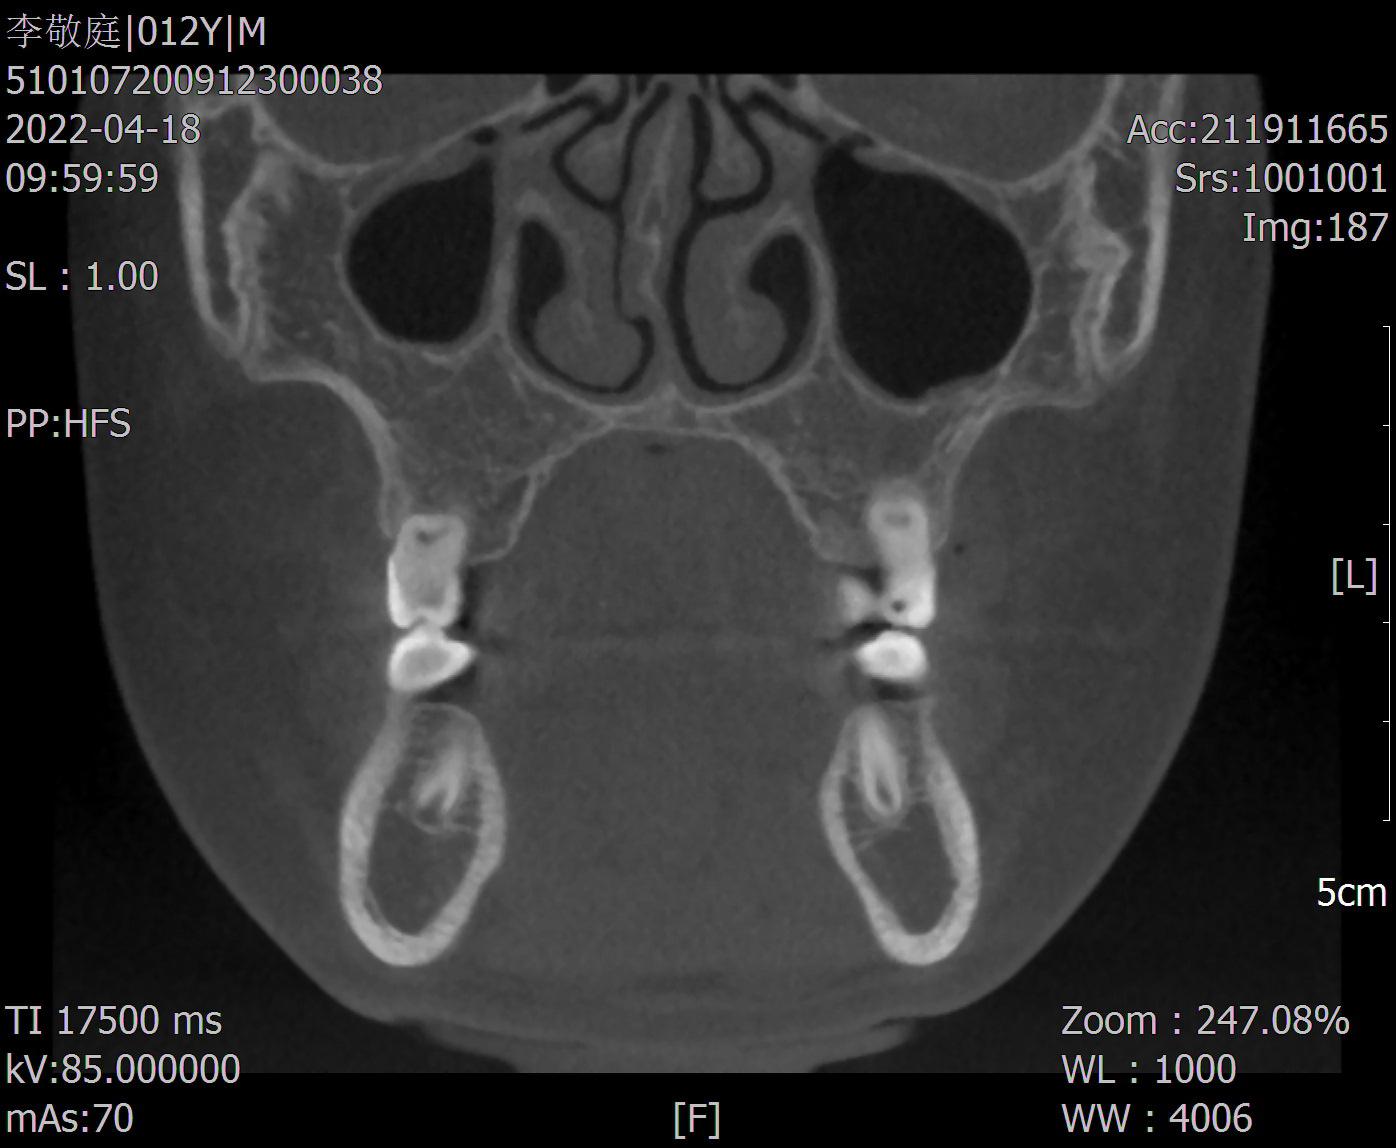 李敬庭|012Y|M
510107200912300038
2022-04-18
09:59:59
SL : 1.00
PP:HFS
Acc:211911665
Srs:1001001
Img:187
[L]
5cm
TI 17500 ms
kV:85.000000
mAs:70
[F]
Zoom : 247.08%
WL : 1000
WW : 4006